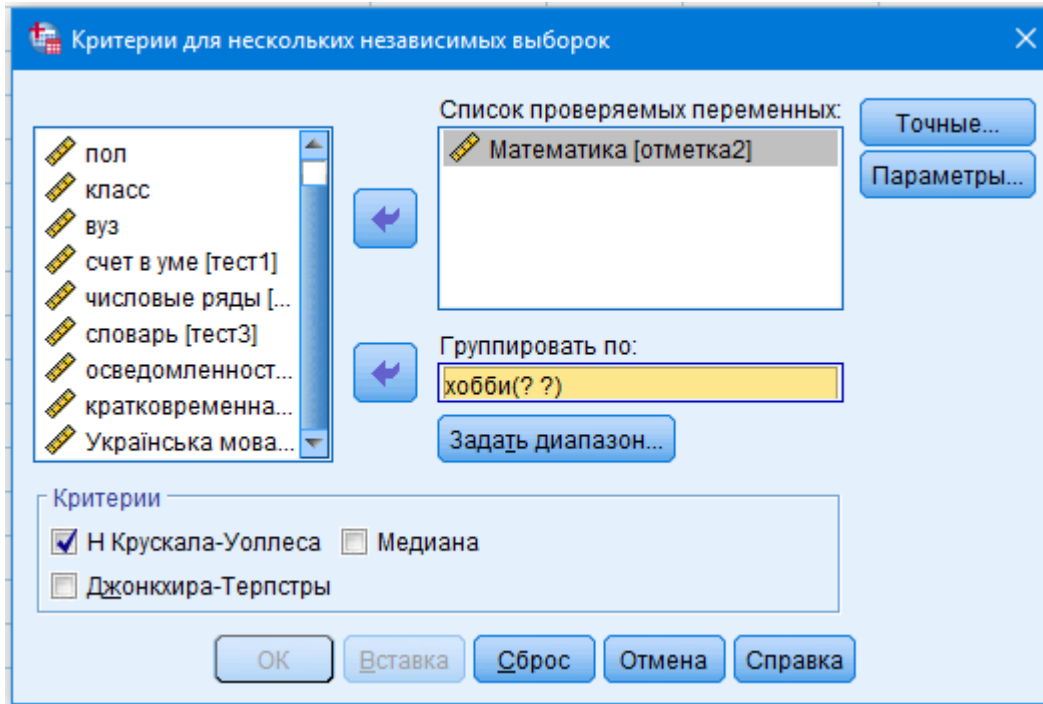 Критерии для нескольких независимых выборок
Список проверяемых переменных:
Точные...
Параметры...
пол
класс
вуз
счет в уме [тест1]
числовые ряды [...
словарь [тест3]
осведомленност...
кратковременна...
Українська мова...
Математика [отметка2]
Группировать по:
хобби(? ?)
Задать диапазон...
Критерии
Н Крускала-Уоллеса
Медиана
Джонкхира-Терпстры
ОК
Вставка
Сброс
Отмена
Справка